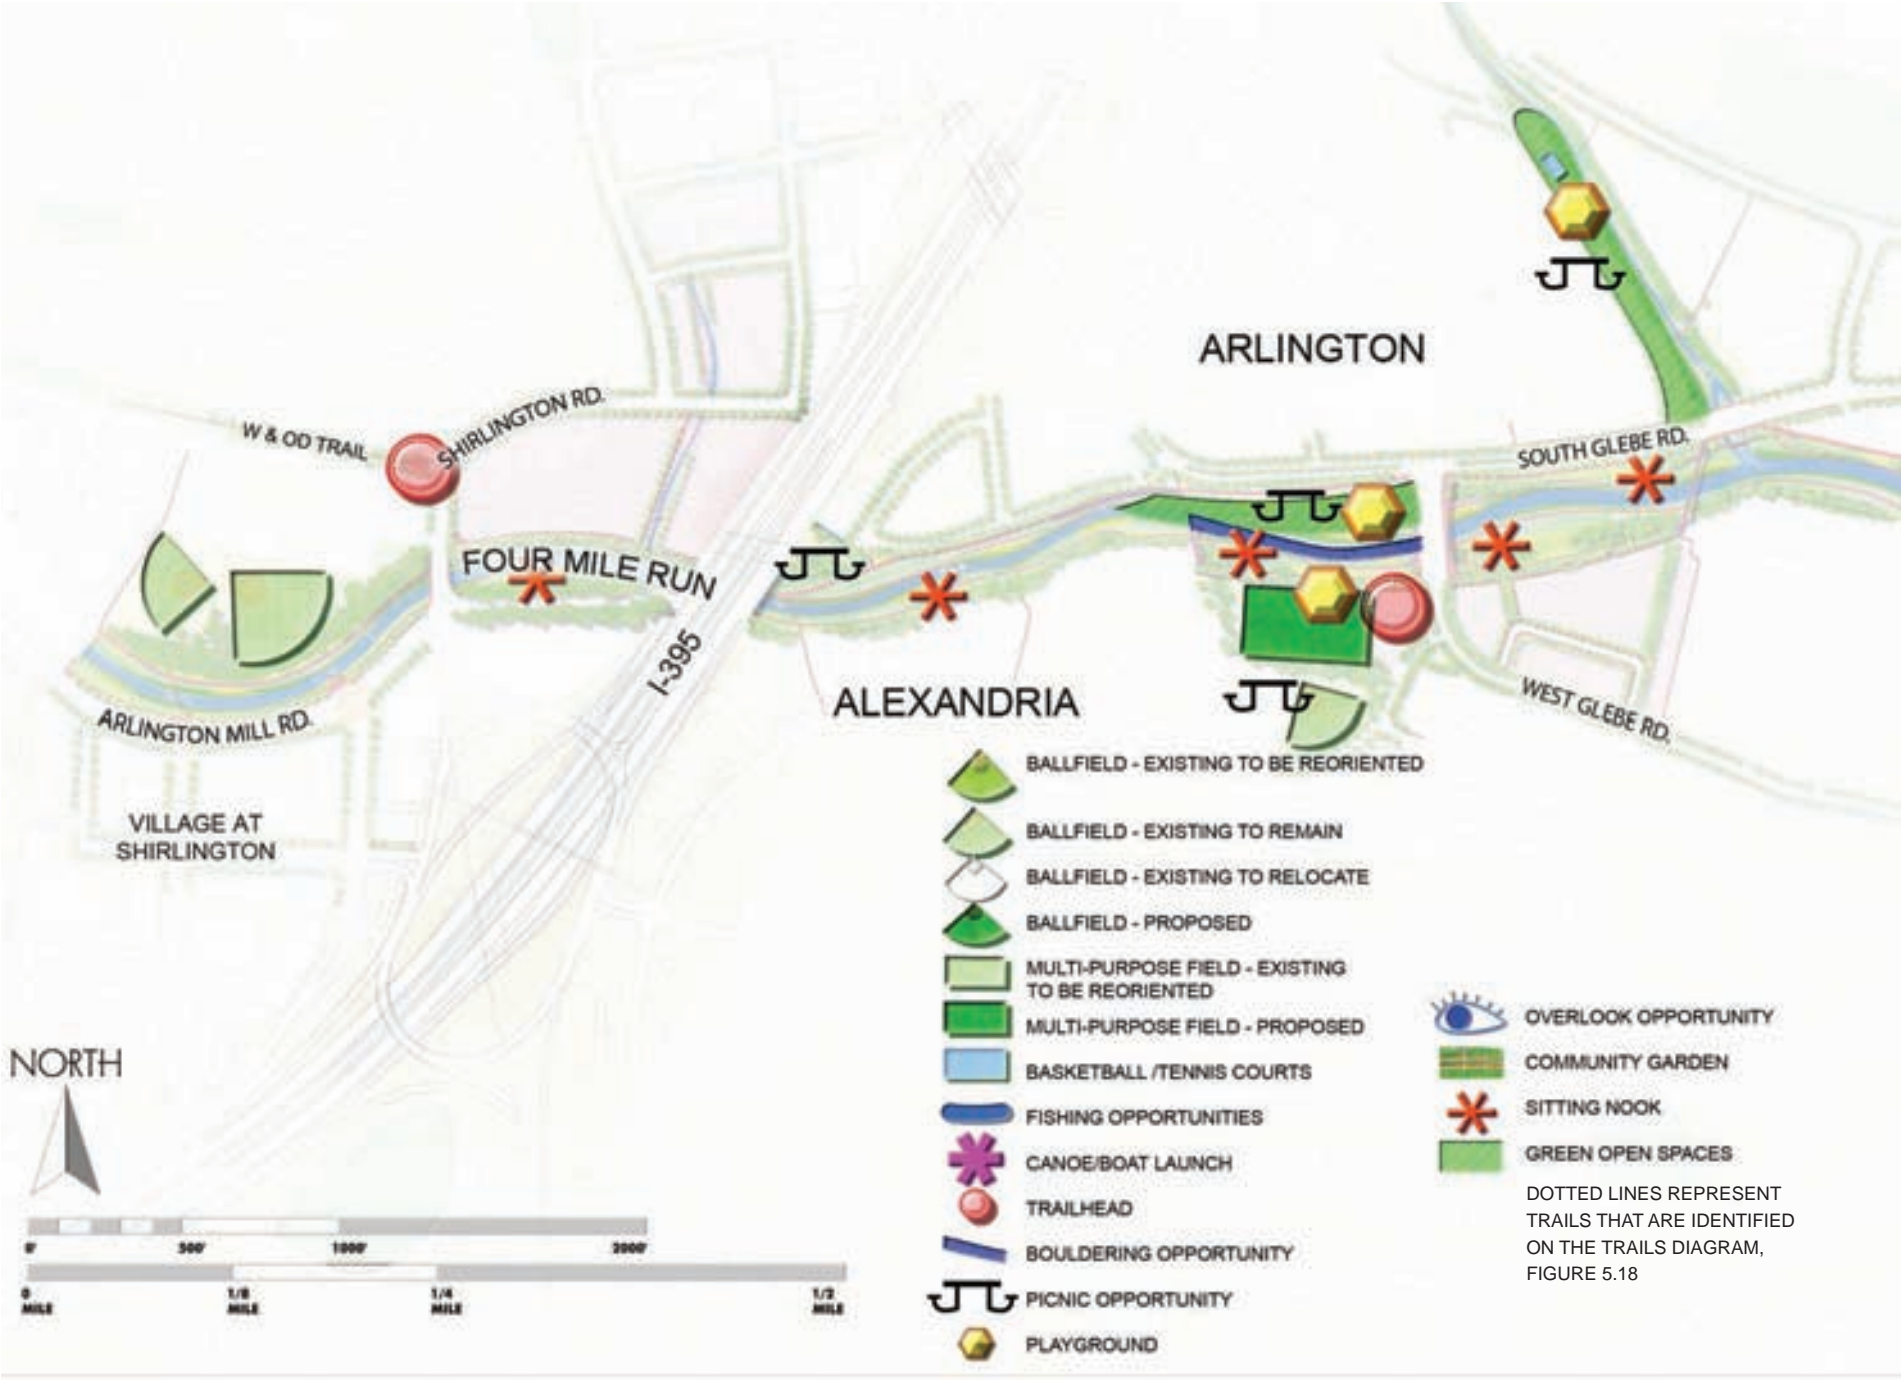 ARLINGTON
SHIRLINGTON RD.
W & OD TRAIL
SOUTH GLEBE RD.
FOUR MILE RUN
I-395
ALEXANDRIA
WEST GLEBE RD.
ARLINGTON MILL RD.
VILLAGE AT
SHIRLINGTON
BALLFIELD - EXISTING TO BE REORIENTED
BALLFIELD - EXISTING TO REMAIN
BALLFIELD - EXISTING TO RELOCATE
BALLFIELD - PROPOSED
MULTI-PURPOSE FIELD - EXISTING
TO BE REORIENTED
MULTI-PURPOSE FIELD - PROPOSED
BASKETBALL /TENNIS COURTS
FISHING OPPORTUNITIES
CANOE/BOAT LAUNCH
TRAILHEAD
BOULDERING OPPORTUNITY
PICNIC OPPORTUNITY
PLAYGROUND
OVERLOOK OPPORTUNITY
COMMUNITY GARDEN
SITTING NOOK
GREEN OPEN SPACES
DOTTED LINES REPRESENT
TRAILS THAT ARE IDENTIFIED
ON THE TRAILS DIAGRAM,
FIGURE 5.18
NORTH
0' 500' 1000' 2000'
0 1/8 1/4 1/2
MILE MILE MILE MILE